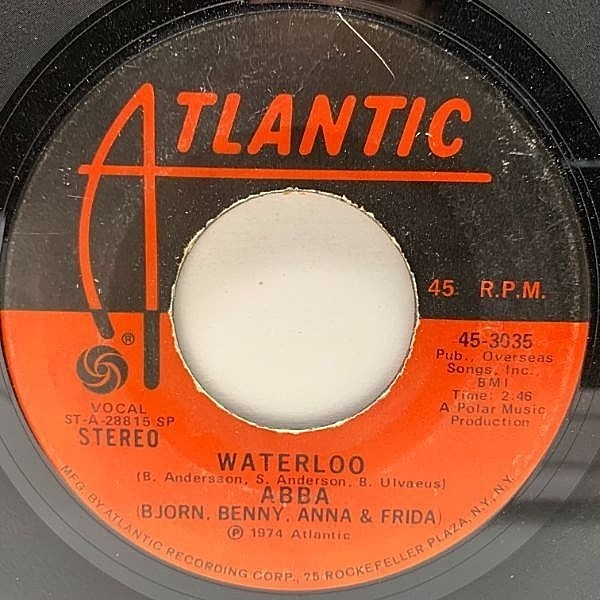 ATLANTIC
45 R.P.M.
®
45-3035
Pub., Overseas
Songs, Inc.,
BMI
Time: 2.46
A Polar Music
Production
VOCAL
ST-A-28815 SP
STEREO
WATERLOO
(B. Andersson, S. Anderson, B. Ulvaeus)
ABBA
(BJORN, BENNY, ANNA & FRIDA)
℗ 1974 Atlantic
MFG. BY ATLANTIC RECORDING CORP., 75 ROCKEFELLER PLAZA, N.Y., N.Y.